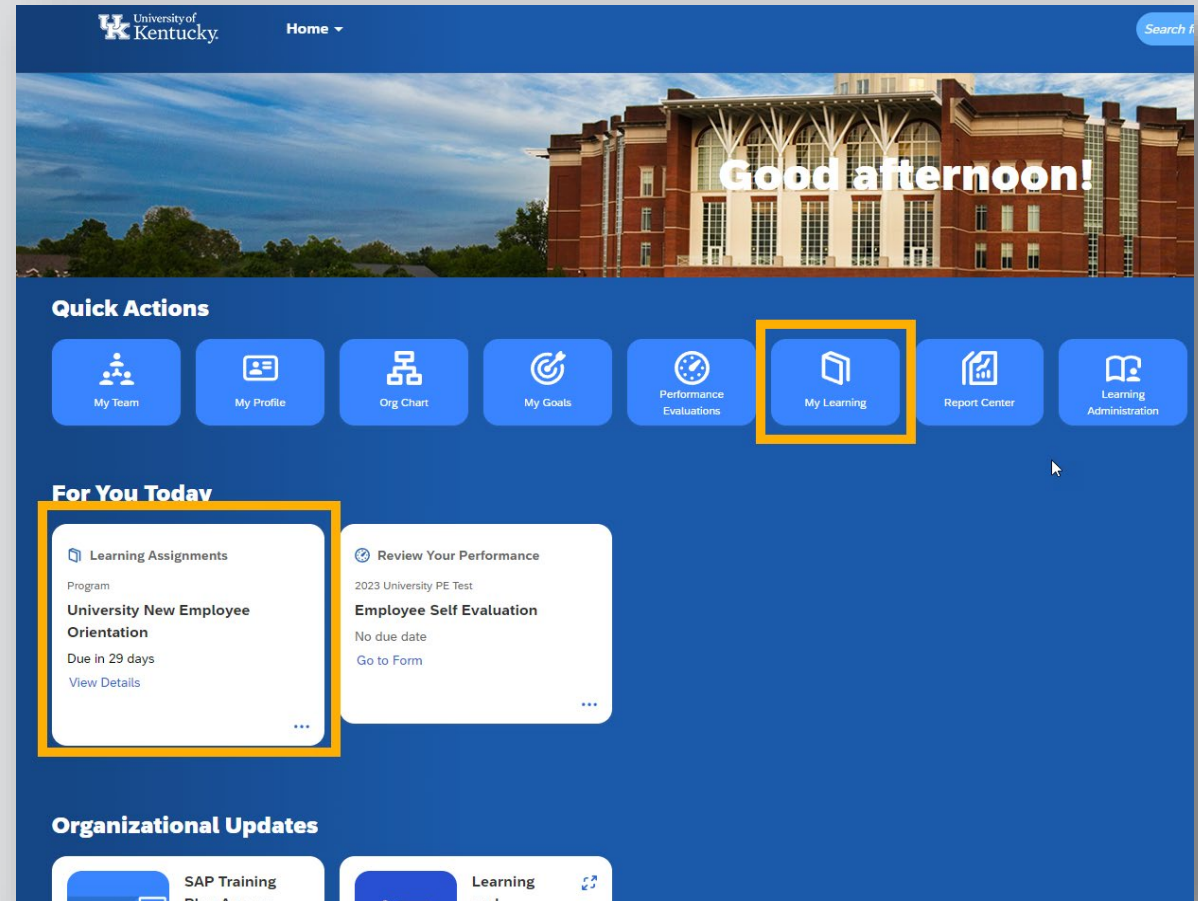 University of
Kentucky.
Home
Search
Good afternoon!
Quick Actions
My Team
My Profile
Org Chart
My Goals
Performance
Evaluations
My Learning
Report Center
Learning
Administration
For You Today
Learning Assignments
Program
University New Employee
Orientation
Due in 29 days
View Details
Review Your Performance
2023 University PE Test
Employee Self Evaluation
No due date
Go to Form
Organizational Updates
SAP Training
Learning